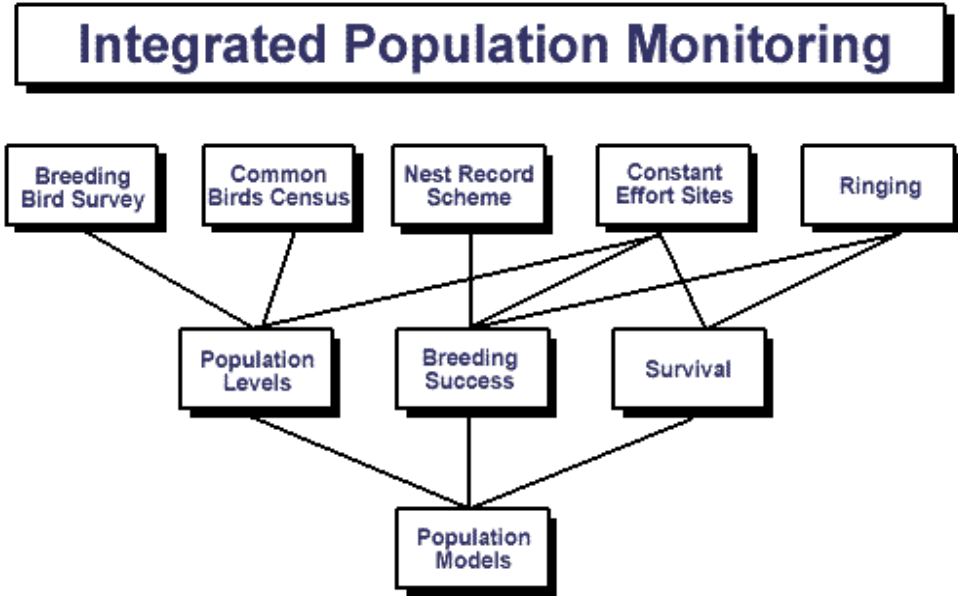 Integrated Population Monitoring
Breeding
Bird Survey
Common
Birds Census
Nest Record
Scheme
Constant
Effort Sites
Ringing
Population
Levels
Breeding
Success
Survival
Population
Models